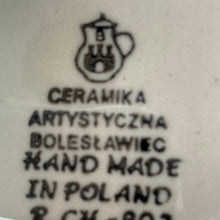 B
CERAMIKA
ARTYSTYCZNA
BOLESŁAWIEC
HAND MADE
IN POLAND